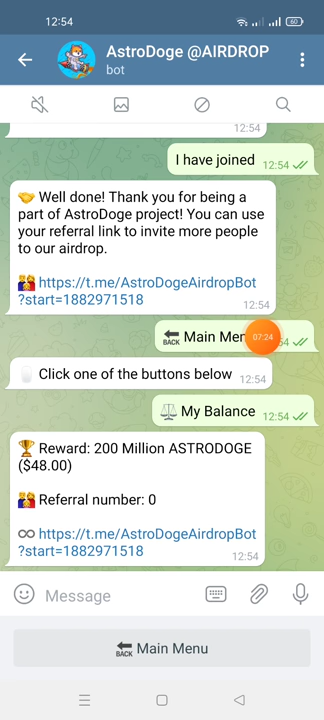 12:54
60
AstroDoge @AIRDROP
bot
12:54
I have joined 12:54
🤝 Well done! Thank you for being a
part of AstroDoge project! You can use
your referral link to invite more people
to our airdrop.
👫 https://t.me/AstroDogeAirdropBot
?start=1882971518
12:54
🔙 Main Men
07:24
54
Click one of the buttons below 12:54
⚖️ My Balance 12:54
🏆 Reward: 200 Million ASTRODOGE
($48.00)
👫 Referral number: 0
♾ https://t.me/AstroDogeAirdropBot
?start=1882971518
12:54
Message
🔙 Main Menu